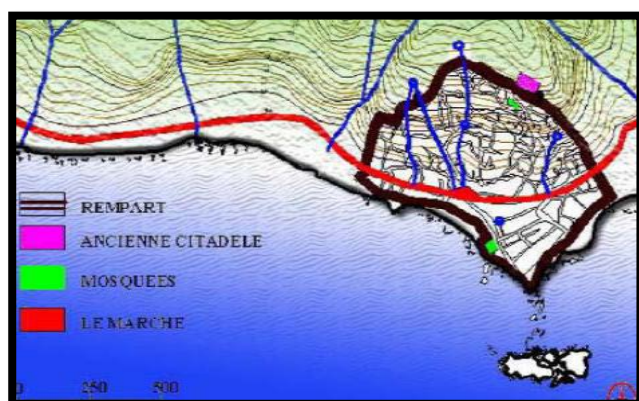 REMPART
ANCIENNE CITADELE
MOSQUEES
LE MARCHE
0 250 500